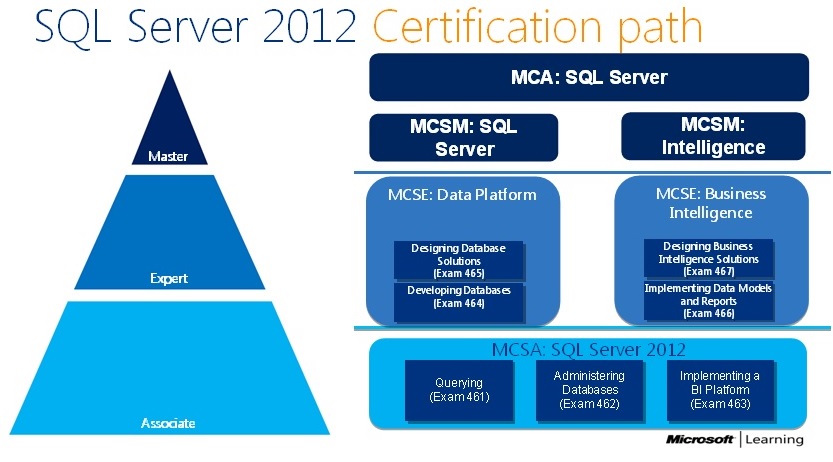 SQL Server 2012 Certification path
Master
Expert
Associate
MCA: SQL Server
MCSM: SQL
Server
MCSM:
Intelligence
MCSE: Data Platform
Designing Database
Solutions
(Exam 465)
Developing Databases
(Exam 464)
MCSE: Business
Intelligence
Designing Business
Intelligence Solutions
(Exam 467)
Implementing Data Models
and Reports
(Exam 466)
MCSA: SQL Server 2012
Querying
(Exam 461)
Administering
Databases
(Exam 462)
Implementing a
BI Platform
(Exam 463)
Microsoft | Learning